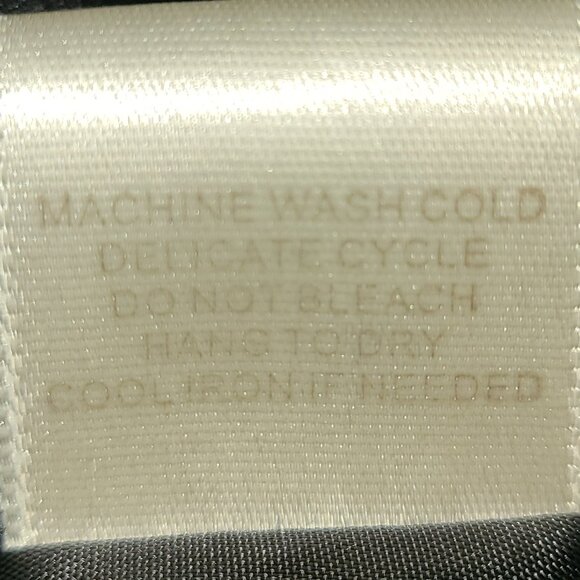 MACHINE WASH COLD
DELICATE CYCLE
DO NOT BLEACH
HANG TO DRY
COOL IRON IF NEEDED